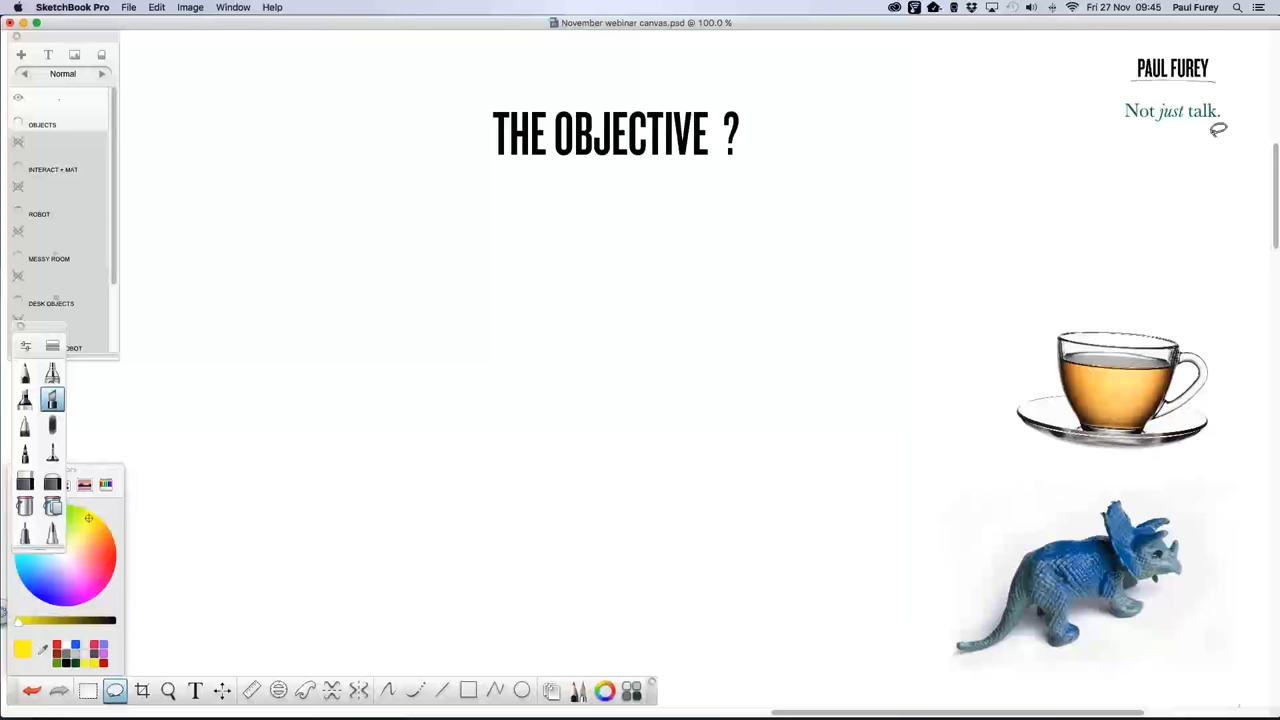 SketchBook Pro File Edit Image Window Help Fri 27 Nov 09:45 Paul Furey
November webinar canvas.psd @ 100.0 %
T
Normal
OBJECTS
INTERACT + MAT
ROBOT
MESSY ROOM
DESK OBJECTS
THE OBJECTIVE ?
PAUL FUREY
Not just talk.
T